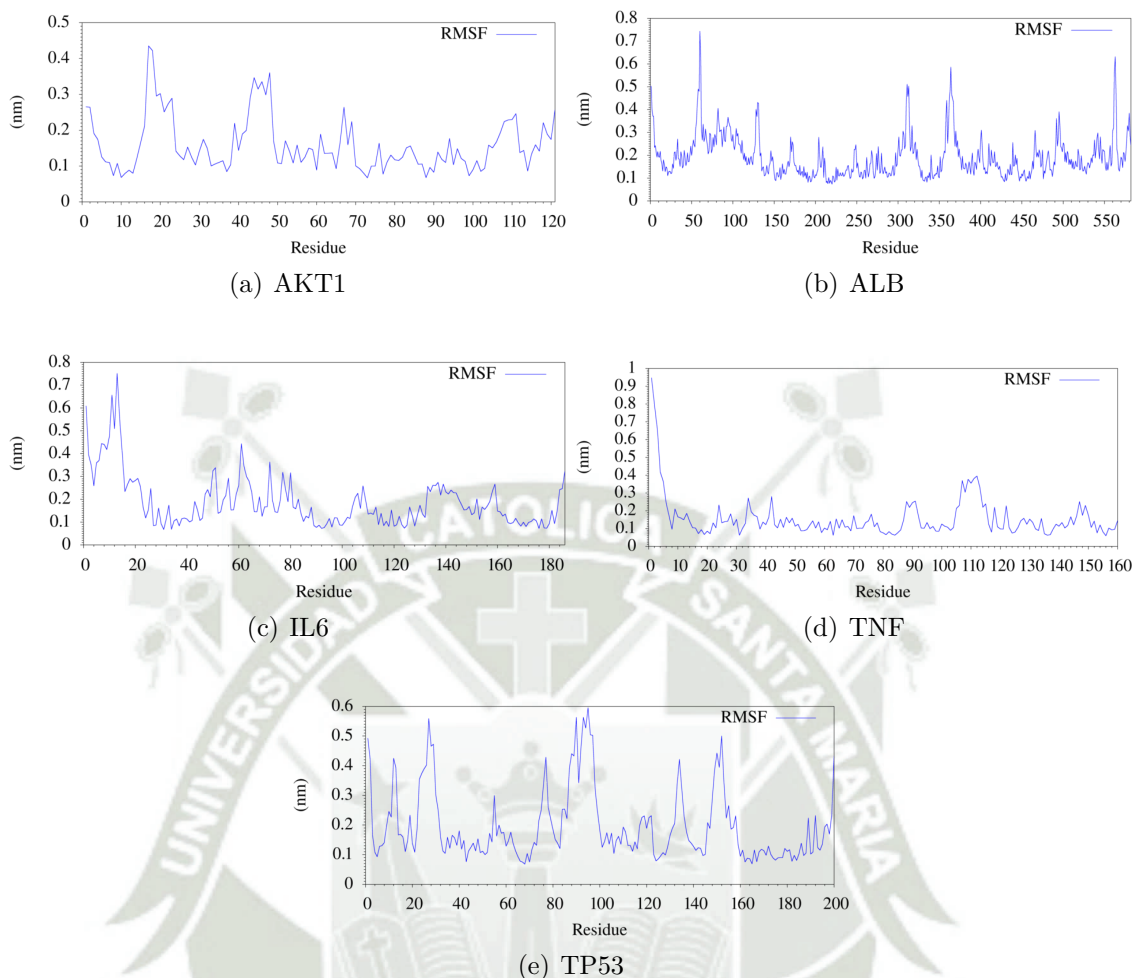 0.5
RMSF
0.4
0.3
(nm)
0.2
0.1
0
0 10 20 30 40 50 60 70 80 90 100 110 120
Residue
(a) AKT1
0.8
RMSF
0.7
0.6
0.5
(nm)
0.4
0.3
0.2
0.1
0
0 50 100 150 200 250 300 350 400 450 500 550
Residue
(b) ALB
0.8
RMSF
0.7
0.6
0.5
(nm)
0.4
0.3
0.2
0.1
0
0 20 40 60 80 100 120 140 160 180
Residue
(c) IL6
1
RMSF
0.9
0.8
0.7
0.6
(nm)
0.5
0.4
0.3
0.2
0.1
0
0 10 20 30 40 50 60 70 80 90 100 110 120 130 140 150 160
Residue
(d) TNF
0.6
RMSF
0.5
0.4
(nm)
0.3
0.2
0.1
0
0 20 40 60 80 100 120 140 160 180 200
Residue
(e) TP53
UNIVERSIDAD CATOLICA SANTA MARIA